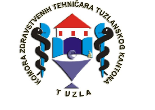 KOMORA ZDRAVSTVENIH TEHNIČARA TUZLANSKOG KANTONA
TUZLA